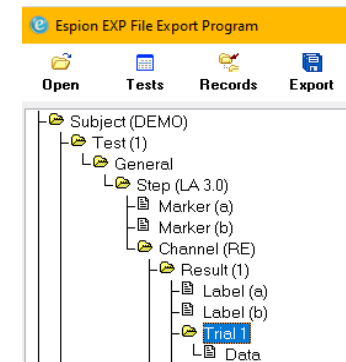 Espion EXP File Export Program
Open Tests Records Export
Subject (DEMO)
Test (1)
General
Step (LA 3.0)
Marker (a)
Marker (b)
Channel (RE)
Result (1)
Label (a)
Label (b)
Trial 1
Data